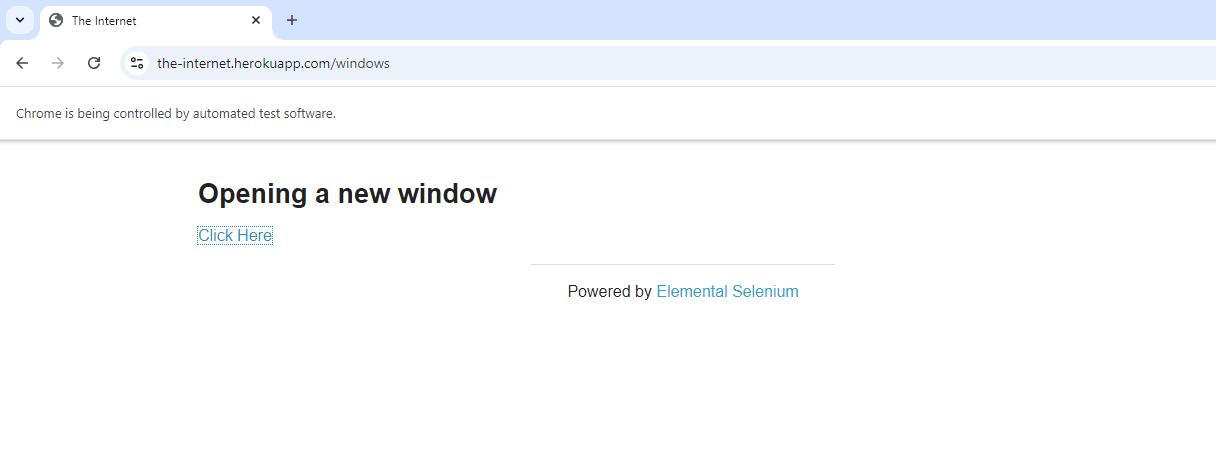 The Internet
the-internet.herokuapp.com/windows
Chrome is being controlled by automated test software.
Opening a new window
Click Here
Powered by Elemental Selenium